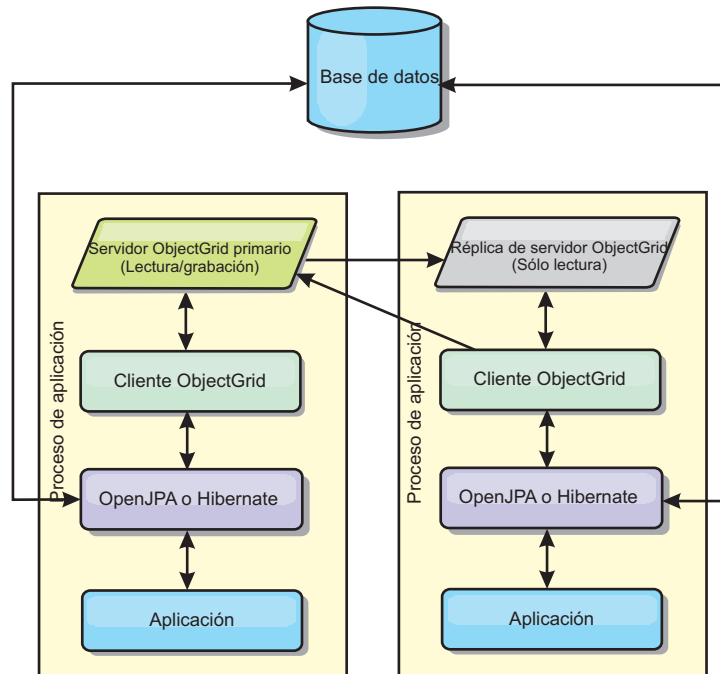 Base de datos
Servidor ObjectGrid primario
(Lectura/grabación)
Réplica de servidor ObjectGrid
(Sólo lectura)
Proceso de aplicación
Cliente ObjectGrid
OpenJPA o Hibernate
Aplicación
Proceso de aplicación
Cliente ObjectGrid
OpenJPA o Hibernate
Aplicación